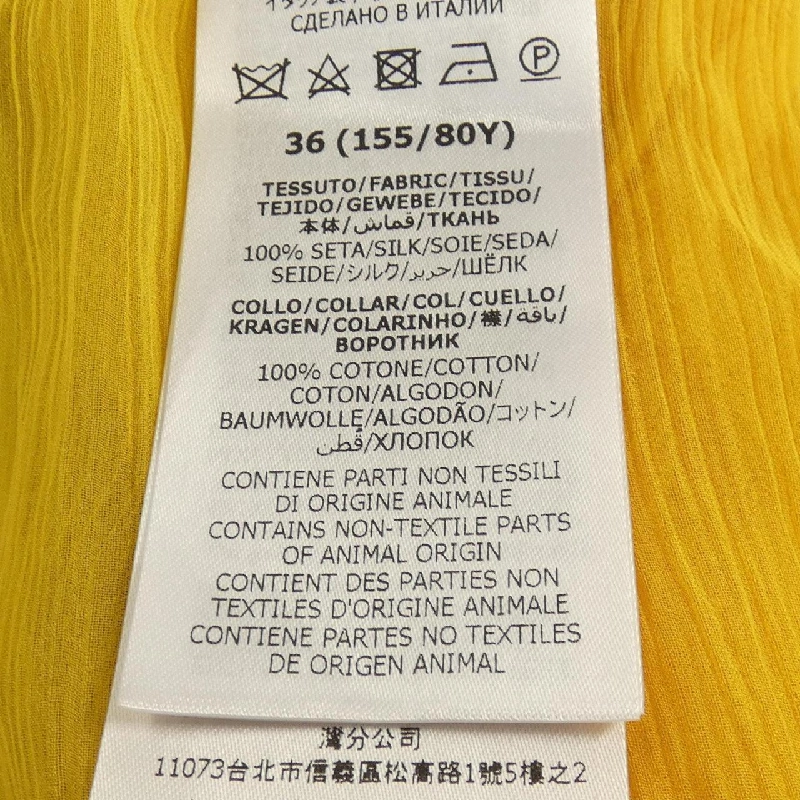 СДЕЛАНО В ИТАЛИИ
P
36 (155/80Y)
TESSUTO/FABRIC/TISSU/
TEJIDO/GEWEBE/TECIDO/
本体/قماش/ТКАНЬ
100% SETA/SILK/SOIE/SEDA/
SEIDE/シルク/حرير/ШЁЛК
COLLO/COLLAR/COL/CUELLO/
KRAGEN/COLARINHO/襟/ياقة/
ВОРОТНИК
100% COTONE/COTTON/
COTON/ALGODON/
BAUMWOLLE/ALGODÃO/コットン/
قطن/ХЛОПОК
CONTIENE PARTI NON TESSILI
DI ORIGINE ANIMALE
CONTAINS NON-TEXTILE PARTS
OF ANIMAL ORIGIN
CONTIENT DES PARTIES NON
TEXTILES D'ORIGINE ANIMALE
CONTIENE PARTES NO TEXTILES
DE ORIGEN ANIMAL
灣分公司
11073台北市信義區松高路1號5樓之2